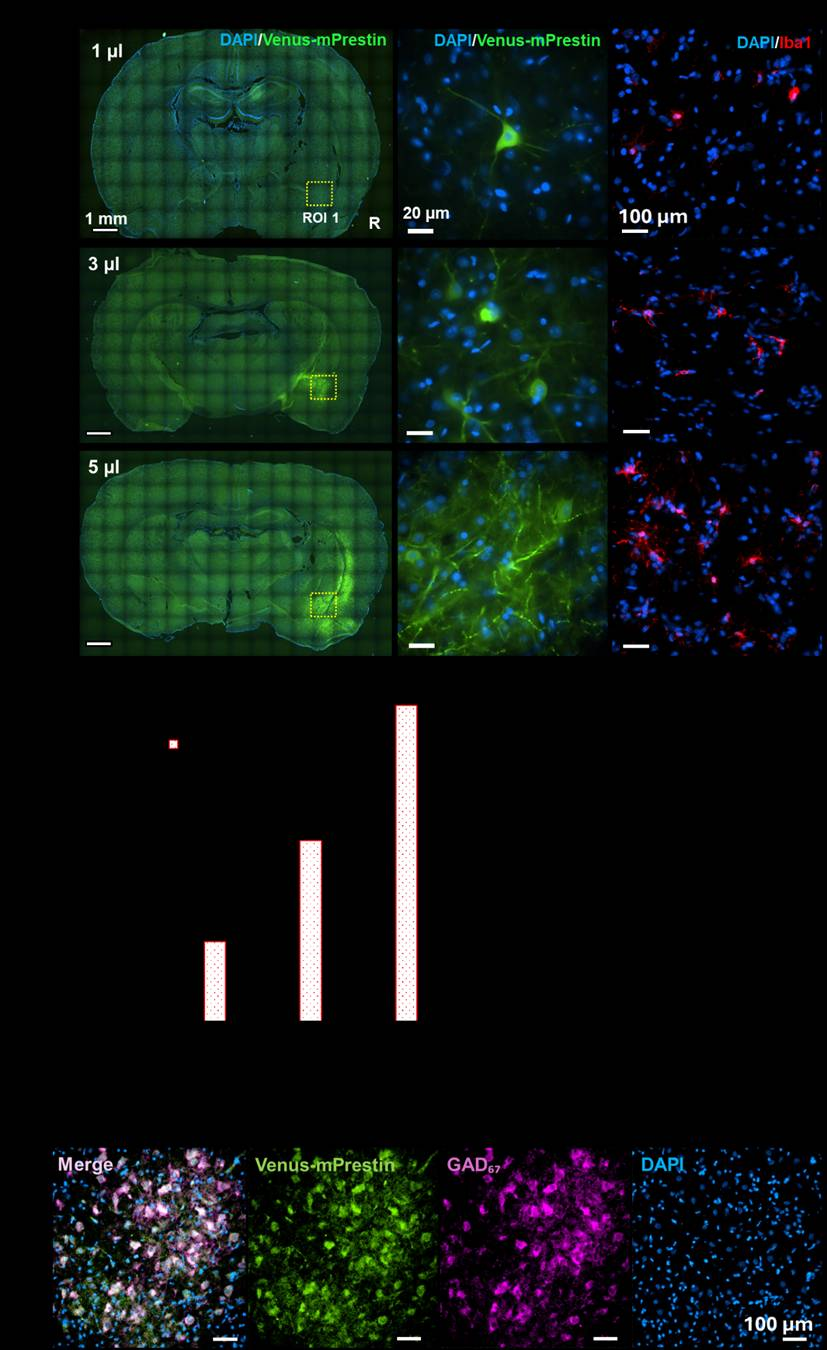 DAPI/Venus-mPrestin
DAPI/Venus-mPrestin
DAPI/Iba1
1 µl
1 mm
ROI 1
R
20 µm
100 µm
3 µl
5 µl
Merge
Venus-mPrestin
GAD67
DAPI
100 µm